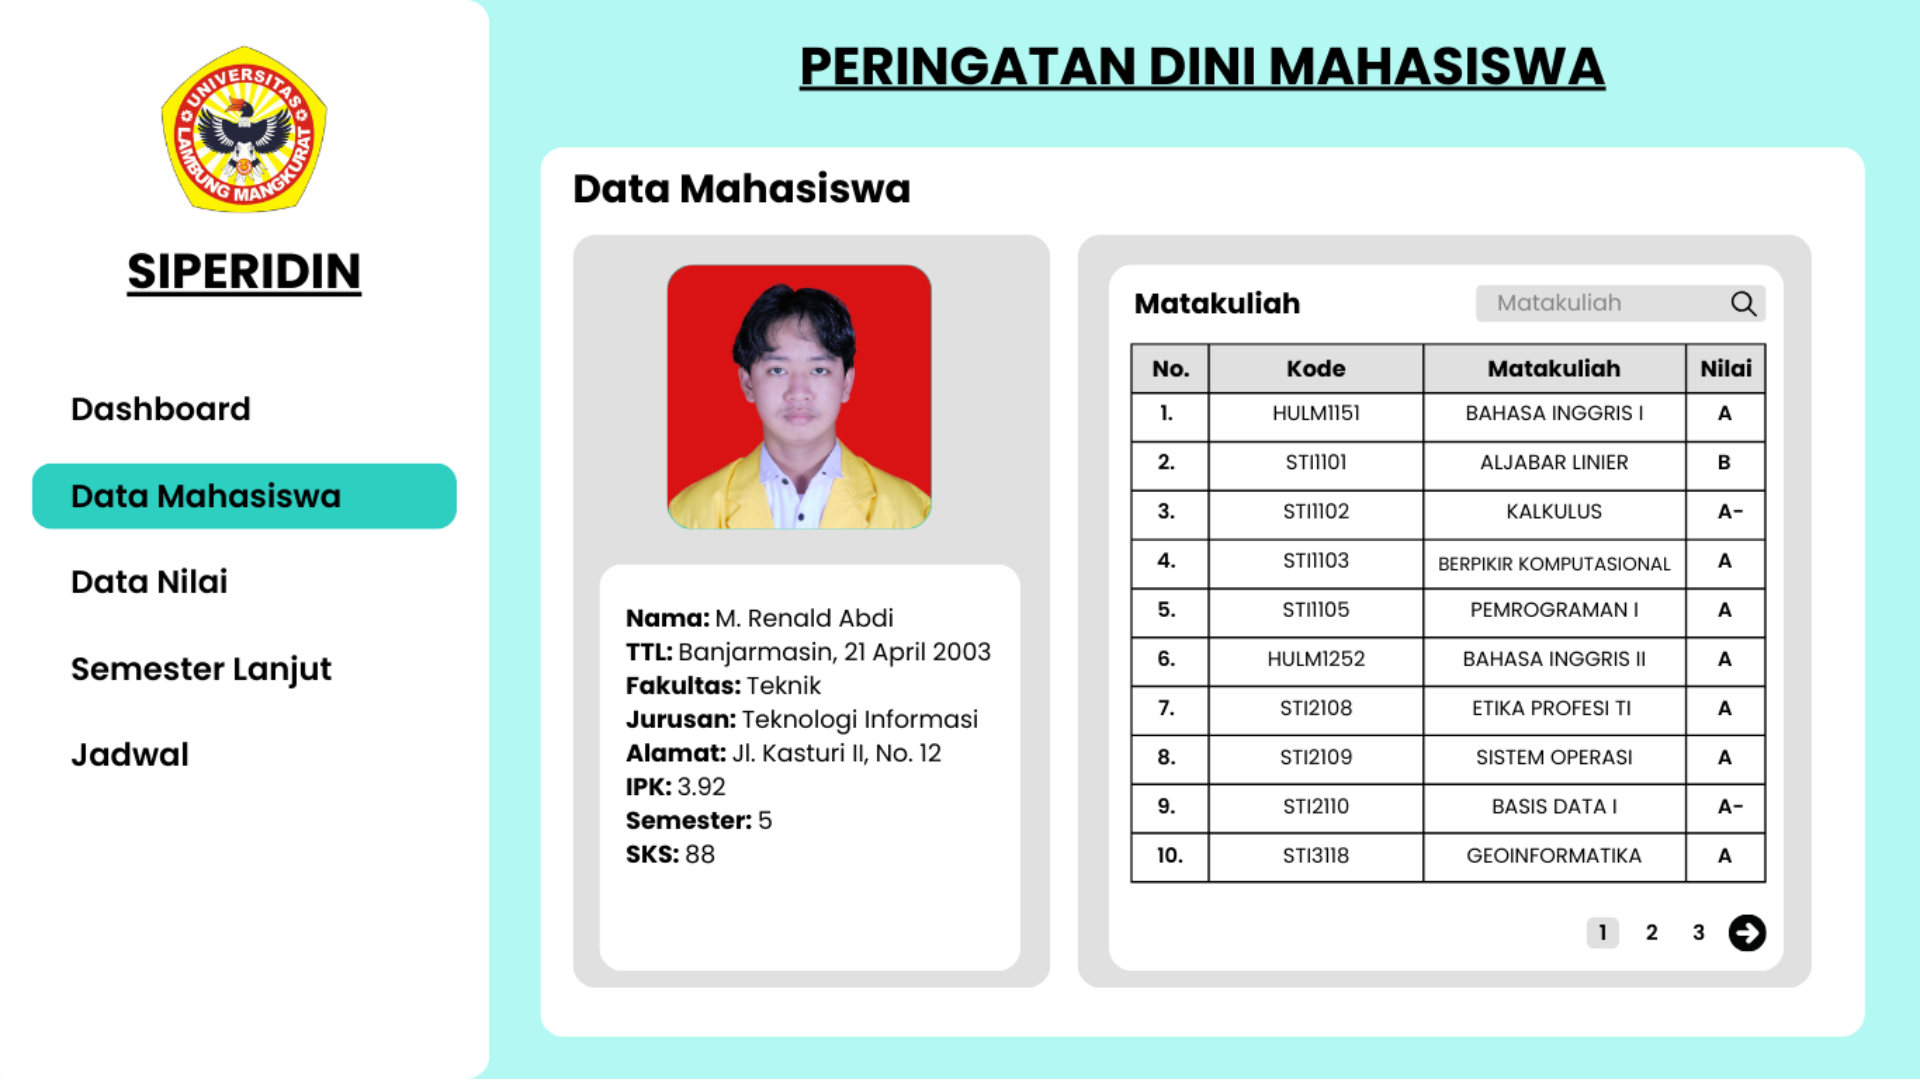 UNIVERSITAS
LAMBUNG MANGKURAT
SIPERIDIN
Dashboard
Data Mahasiswa
Data Nilai
Semester Lanjut
Jadwal
PERINGATAN DINI MAHASISWA
Data Mahasiswa
Nama: M. Renald Abdi
TTL: Banjarmasin, 21 April 2003
Fakultas: Teknik
Jurusan: Teknologi Informasi
Alamat: Jl. Kasturi II, No. 12
IPK: 3.92
Semester: 5
SKS: 88
Matakuliah
Matakuliah
No. Kode Matakuliah Nilai
1. HULM1151 BAHASA INGGRIS I A
2. STI1101 ALJABAR LINIER B
3. STI1102 KALKULUS A-
4. STI1103 BERPIKIR KOMPUTASIONAL A
5. STI1105 PEMROGRAMAN I A
6. HULM1252 BAHASA INGGRIS II A
7. STI2108 ETIKA PROFESI TI A
8. STI2109 SISTEM OPERASI A
9. STI2110 BASIS DATA I A-
10. STI3118 GEOINFORMATIKA A
1 2 3